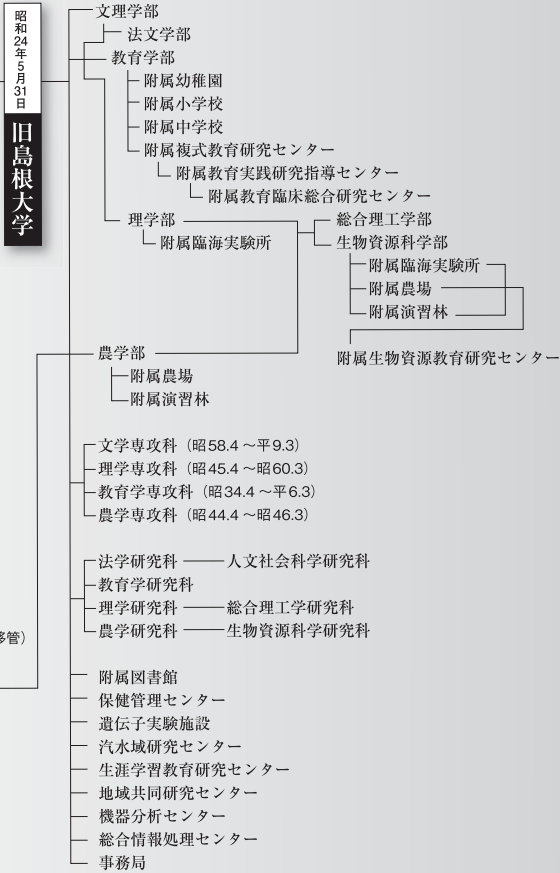 昭和24年5月31日
旧島根大学
文理学部
法文学部
教育学部
附属幼稚園
附属小学校
附属中学校
附属複式教育研究センター
附属教育実践研究指導センター
附属教育臨床総合研究センター
理学部
附属臨海実験所
総合理工学部
生物資源科学部
附属臨海実験所
附属農場
附属演習林
附属生物資源教育研究センター
農学部
附属農場
附属演習林
文学専攻科（昭58.4～平9.3）
理学専攻科（昭45.4～昭60.3）
教育学専攻科（昭34.4～平6.3）
農学専攻科（昭44.4～昭46.3）
法学研究科 人文社会科学研究科
教育学研究科
理学研究科 総合理工学研究科
農学研究科 生物資源科学研究科
移管）
附属図書館
保健管理センター
遺伝子実験施設
汽水域研究センター
生涯学習教育研究センター
地域共同研究センター
機器分析センター
総合情報処理センター
事務局